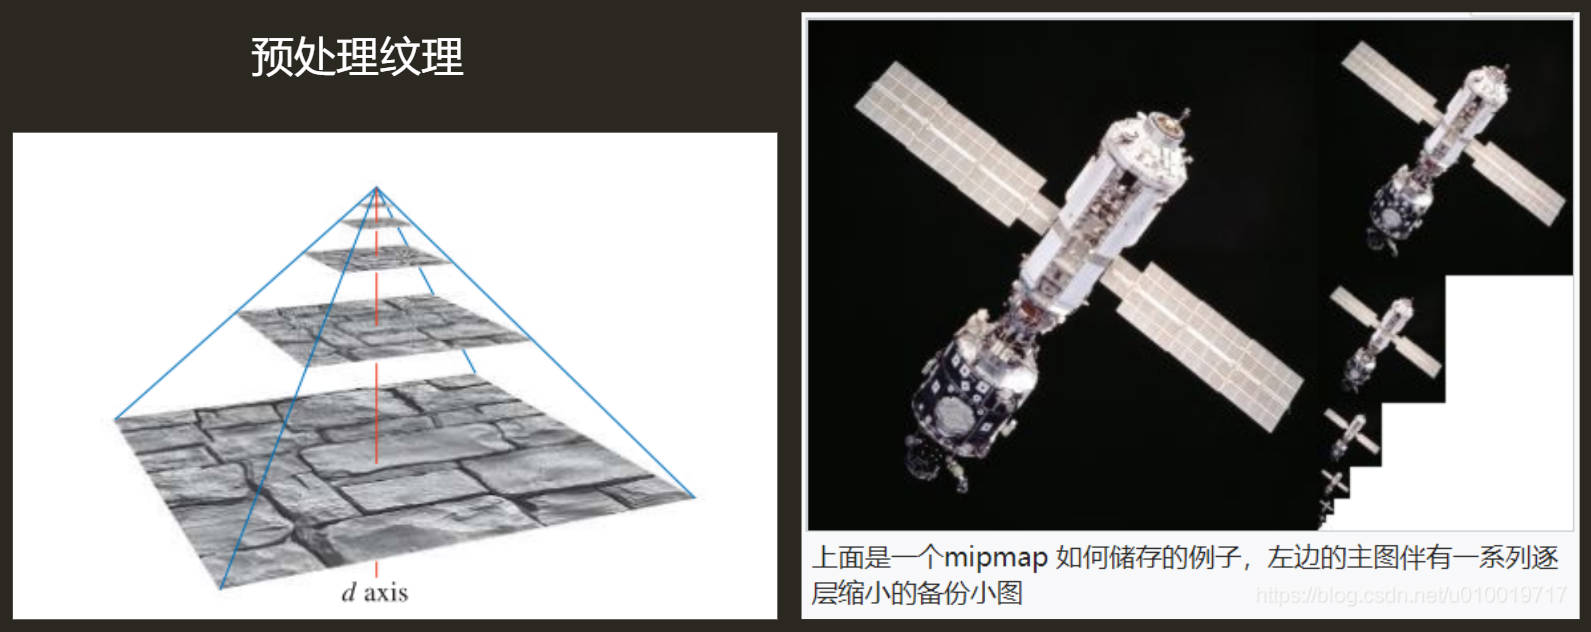 预处理纹理
d axis
上面是一个mipmap 如何储存的例子，左边的主图伴有一系列逐
层缩小的备份小图
https://blog.csdn.net/u010019717